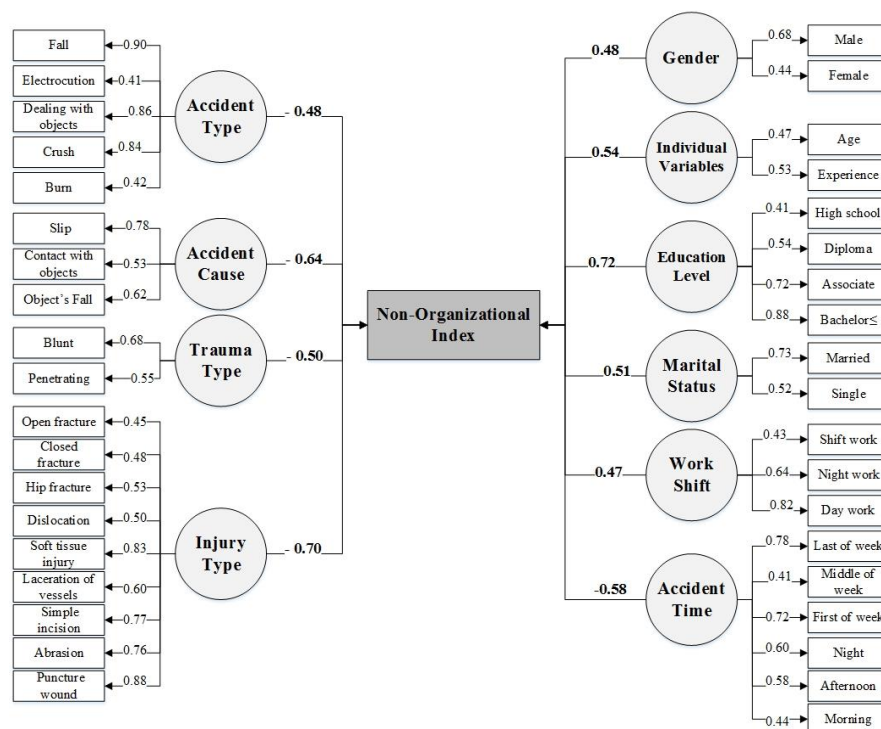 Fall
0.90
Electrocution
0.41
Dealing with
objects
0.86
Crush
0.84
Burn
0.42
Accident
Type
- 0.48
Slip
0.78
Contact with
objects
0.53
Object's Fall
0.62
Accident
Cause
- 0.64
Blunt
0.68
Penetrating
0.55
Trauma
Type
- 0.50
Open fracture
0.45
Closed
fracture
0.48
Hip fracture
0.53
Dislocation
0.50
Soft tissue
injury
0.83
Laceration of
vessels
0.60
Simple
incision
0.77
Abrasion
0.76
Puncture
wound
0.88
Injury
Type
- 0.70
Non-Organizational
Index
0.48
Gender
0.68
Male
0.44
Female
0.54
Individual
Variables
0.47
Age
0.53
Experience
0.72
Education
Level
0.41
High school
0.54
Diploma
0.72
Associate
0.88
Bachelor≤
0.51
Marital
Status
0.73
Married
0.52
Single
0.47
Work
Shift
0.43
Shift work
0.64
Night work
0.82
Day work
-0.58
Accident
Time
0.78
Last of week
0.41
Middle of
week
0.72
First of week
0.60
Night
0.58
Afternoon
0.44
Morning